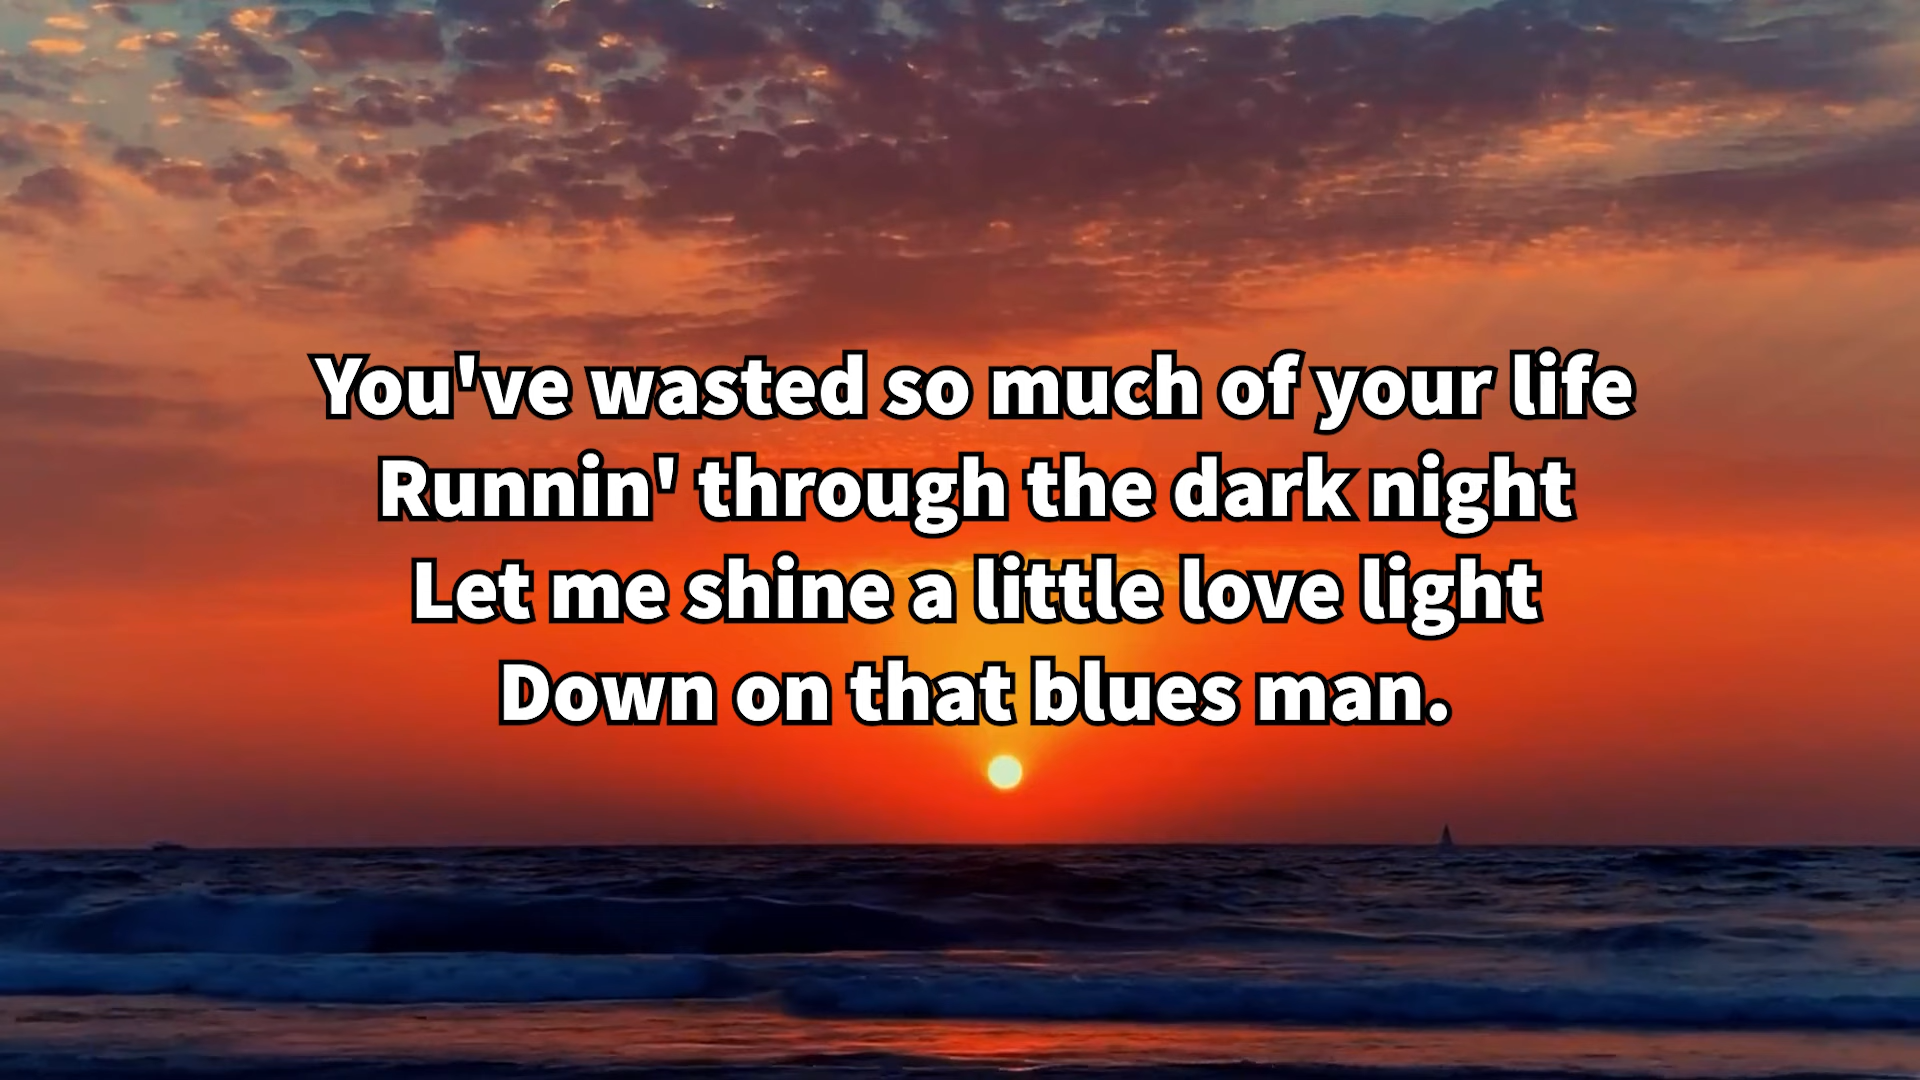 You've wasted so much of your life
Runnin' through the dark night
Let me shine a little love light
Down on that blues man.